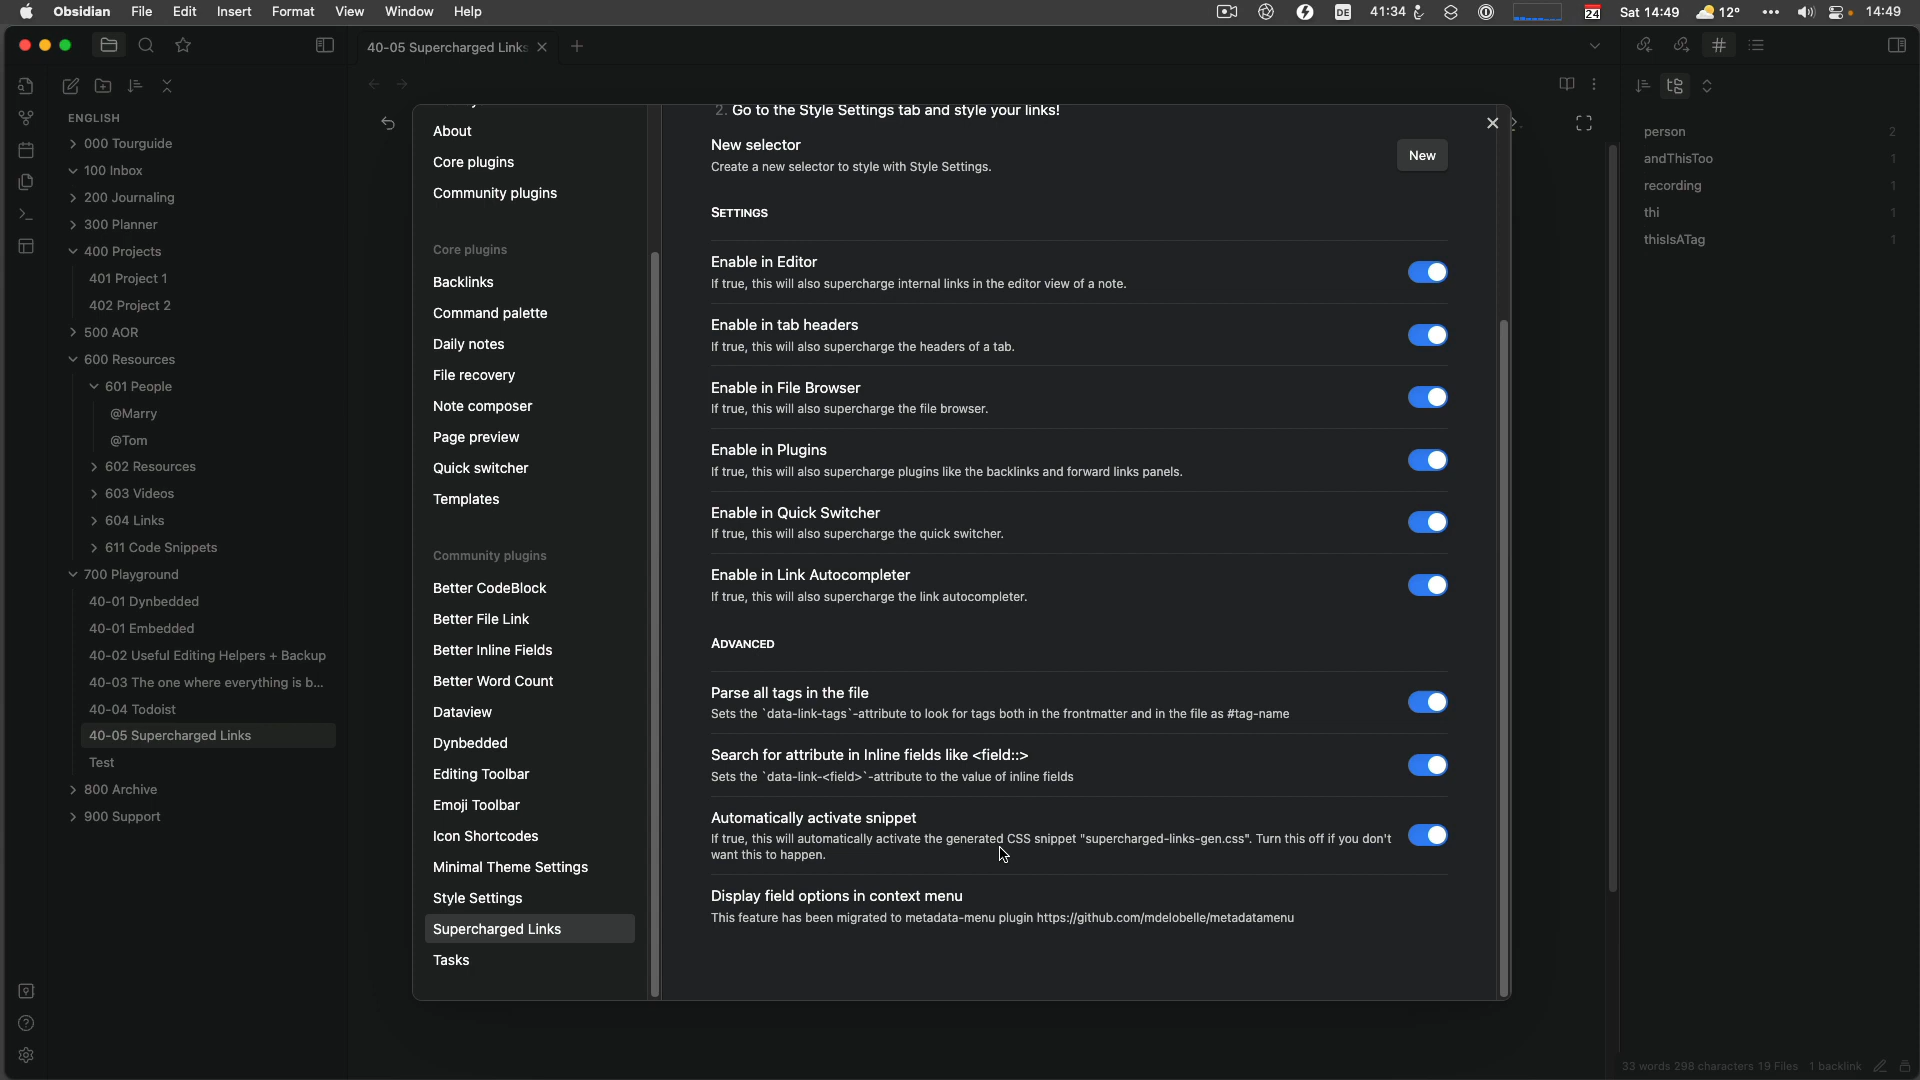 Obsidian File Edit Insert Format View Window Help
DE 41:34 24 Sat 14:49 12° 14:49
40-05 Supercharged Links
ENGLISH
000 Tourguide
100 Inbox
200 Journaling
300 Planner
400 Projects
401 Project 1
402 Project 2
500 AOR
600 Resources
601 People
@Marry
@Tom
602 Resources
603 Videos
604 Links
611 Code Snippets
700 Playground
40-01 Dynbedded
40-01 Embedded
40-02 Useful Editing Helpers + Backup
40-03 The one where everything is b...
40-04 Todoist
40-05 Supercharged Links
Test
800 Archive
900 Support
About
Core plugins
Community plugins
Core plugins
Backlinks
Command palette
Daily notes
File recovery
Note composer
Page preview
Quick switcher
Templates
Community plugins
Better CodeBlock
Better File Link
Better Inline Fields
Better Word Count
Dataview
Dynbedded
Editing Toolbar
Emoji Toolbar
Icon Shortcodes
Minimal Theme Settings
Style Settings
Supercharged Links
Tasks
2. Go to the Style Settings tab and style your links!
New selector
Create a new selector to style with Style Settings.
New
SETTINGS
Enable in Editor
If true, this will also supercharge internal links in the editor view of a note.
Enable in tab headers
If true, this will also supercharge the headers of a tab.
Enable in File Browser
If true, this will also supercharge the file browser.
Enable in Plugins
If true, this will also supercharge plugins like the backlinks and forward links panels.
Enable in Quick Switcher
If true, this will also supercharge the quick switcher.
Enable in Link Autocompleter
If true, this will also supercharge the link autocompleter.
ADVANCED
Parse all tags in the file
Sets the `data-link-tags`-attribute to look for tags both in the frontmatter and in the file as #tag-name
Search for attribute in Inline fields like <field::>
Sets the `data-link-<field>`-attribute to the value of inline fields
Automatically activate snippet
If true, this will automatically activate the generated CSS snippet "supercharged-links-gen.css". Turn this off if you don't
want this to happen.
Display field options in context menu
This feature has been migrated to metadata-menu plugin https://github.com/mdelobelle/metadatamenu
person 2
andThisToo 1
recording 1
thi 1
thisIsATag 1
33 words 298 characters 19 Files 1 backlink